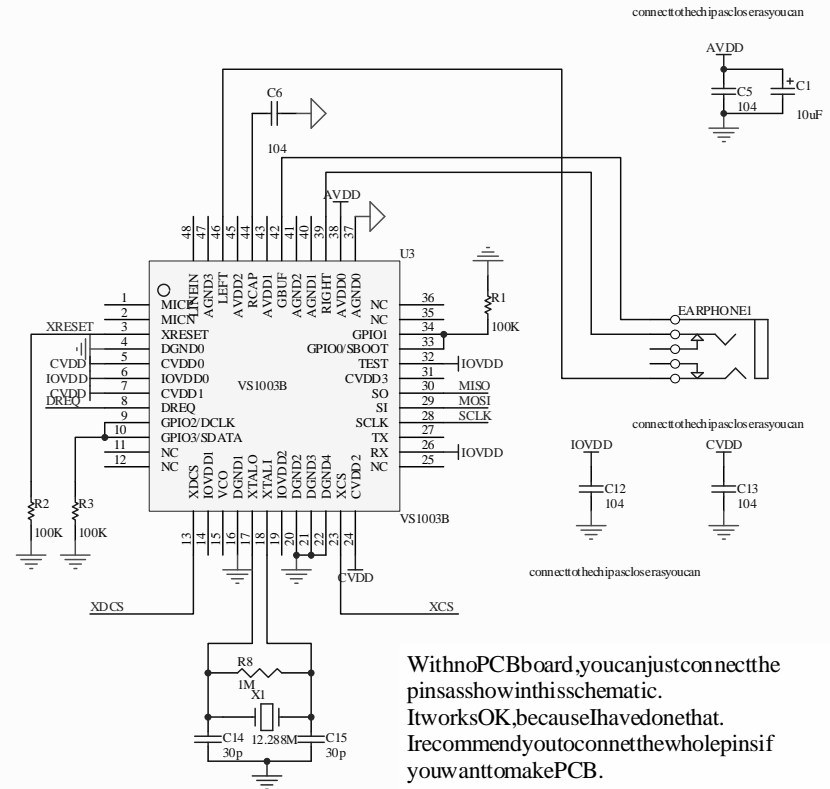 connecttothechipascloserasyoucan
AVDD
C5
104
C1
10uF
C6
104
AVDD
48
47
46
45
44
43
42
41
40
39
38
37
U3
LINEIN
AGND3
LEFT
AVDD2
RCAP
AVDD1
GBUF
AGND2
AGND1
RIGHT
AVDD0
AGND0
1
MICP
2
MICN
XRESET
3
XRESET
4
DGND0
CVDD
5
CVDD0
IOVDD
6
IOVDD0
CVDD
7
CVDD1
DREQ
8
DREQ
9
GPIO2/DCLK
10
GPIO3/SDATA
11
NC
12
NC
VS1003B
NC
36
NC
35
GPIO1
34
GPIO0/SBOOT
33
TEST
32
IOVDD
CVDD3
31
SO
30
MISO
SI
29
MOSI
SCLK
28
SCLK
TX
27
RX
26
IOVDD
NC
25
R1
100K
EARPHONE1
XDCS
IOVDD1
VCO
DGND1
XTALO
XTALI
IOVDD2
DGND2
DGND3
DGND4
XCS
CVDD2
VS1003B
13
14
15
16
17
18
19
20
21
22
23
24
R2
100K
R3
100K
CVDD
XDCS
XCS
connecttothechipascloserasyoucan
IOVDD
C12
104
CVDD
C13
104
connecttothechipascloserasyoucan
R8
1M
X1
12.288M
C14
30p
C15
30p
WithnoPCBboard,youcanjustconnectthe
pinsasshowinthisschematic.
ItworksOK,becauseIhavedonethat.
Irecommendyoutoconnetthewholepinsif
youwanttomakePCB.